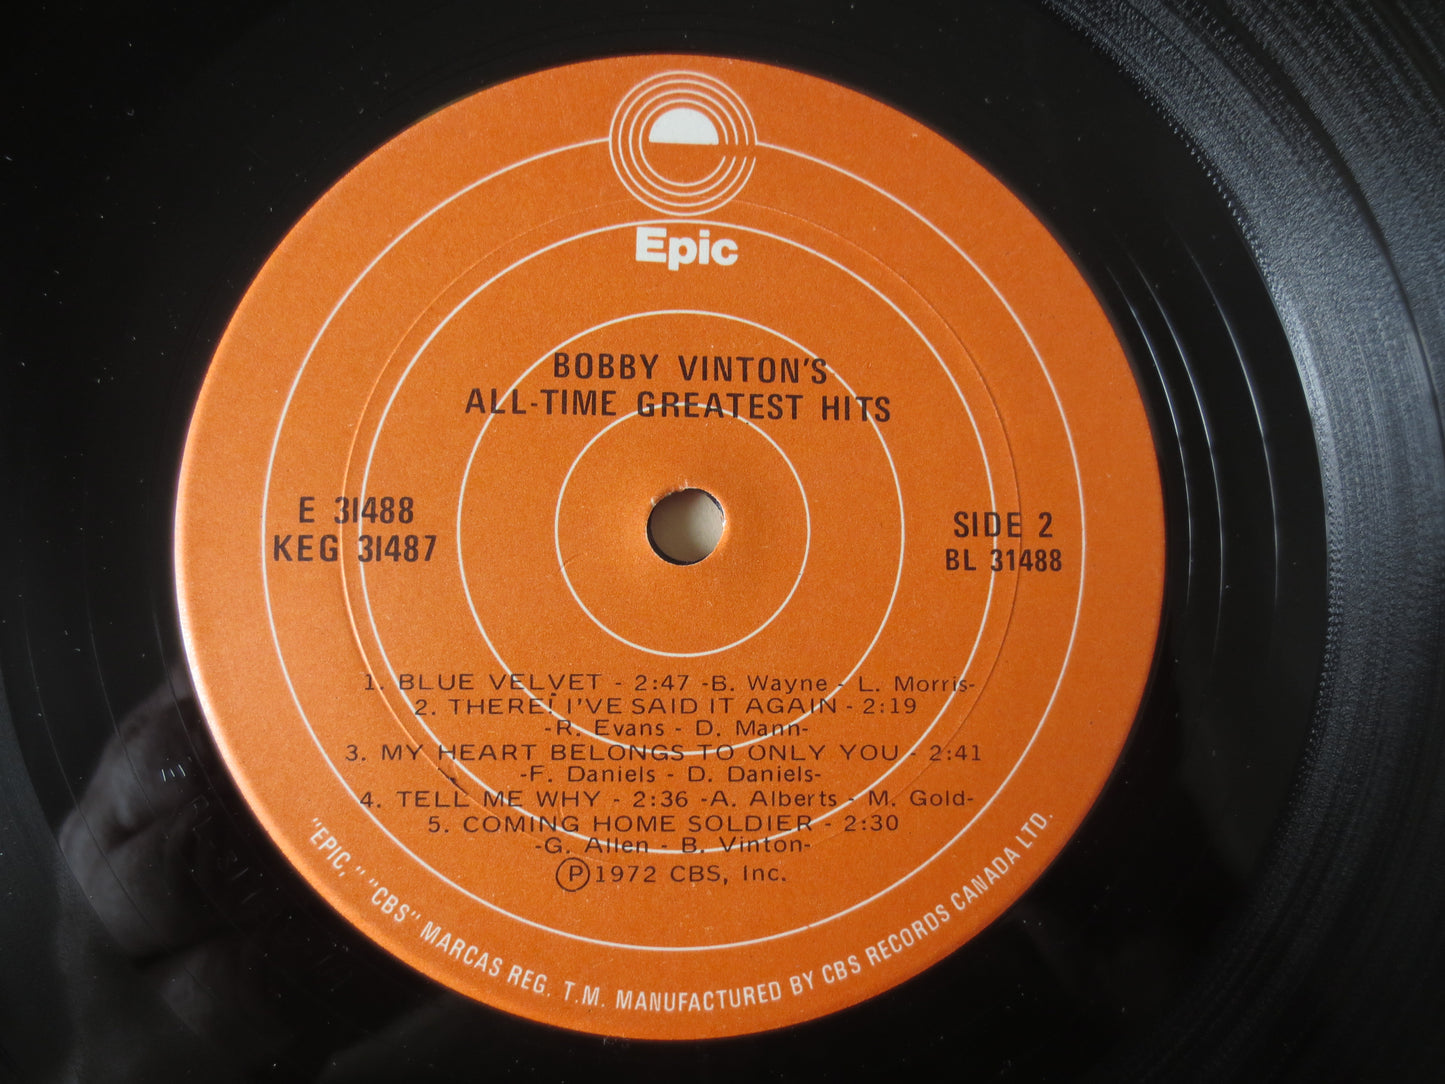 Epic
BOBBY VINTON'S
ALL-TIME GREATEST HITS
E 31488
KEG 31487
SIDE 2
BL 31488
1. BLUE VELVET - 2:47 -B. Wayne - L. Morris-
2. THERE! I'VE SAID IT AGAIN - 2:19
-R. Evans - D. Mann-
3. MY HEART BELONGS TO ONLY YOU - 2:41
-F. Daniels - D. Daniels-
4. TELL ME WHY - 2:36 -A. Alberts - M. Gold-
5. COMING HOME SOLDIER - 2:30
-G. Allen - B. Vinton-
Ⓟ1972 CBS, Inc.
"EPIC," "CBS" MARCAS REG. T.M. MANUFACTURED BY CBS RECORDS CANADA LTD.